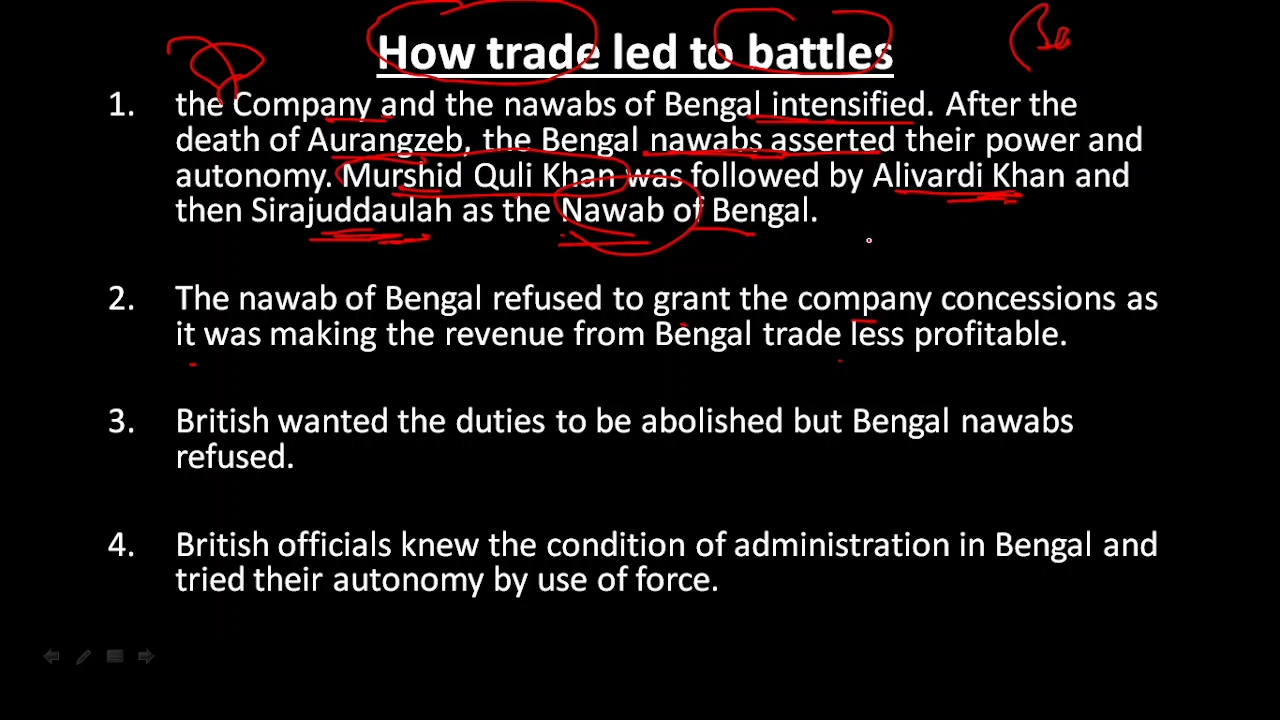 How trade led to battles
1. the Company and the nawabs of Bengal intensified. After the
death of Aurangzeb, the Bengal nawabs asserted their power and
autonomy. Murshid Quli Khan was followed by Alivardi Khan and
then Sirajuddaulah as the Nawab of Bengal.
2. The nawab of Bengal refused to grant the company concessions as
it was making the revenue from Bengal trade less profitable.
3. British wanted the duties to be abolished but Bengal nawabs
refused.
4. British officials knew the condition of administration in Bengal and
tried their autonomy by use of force.